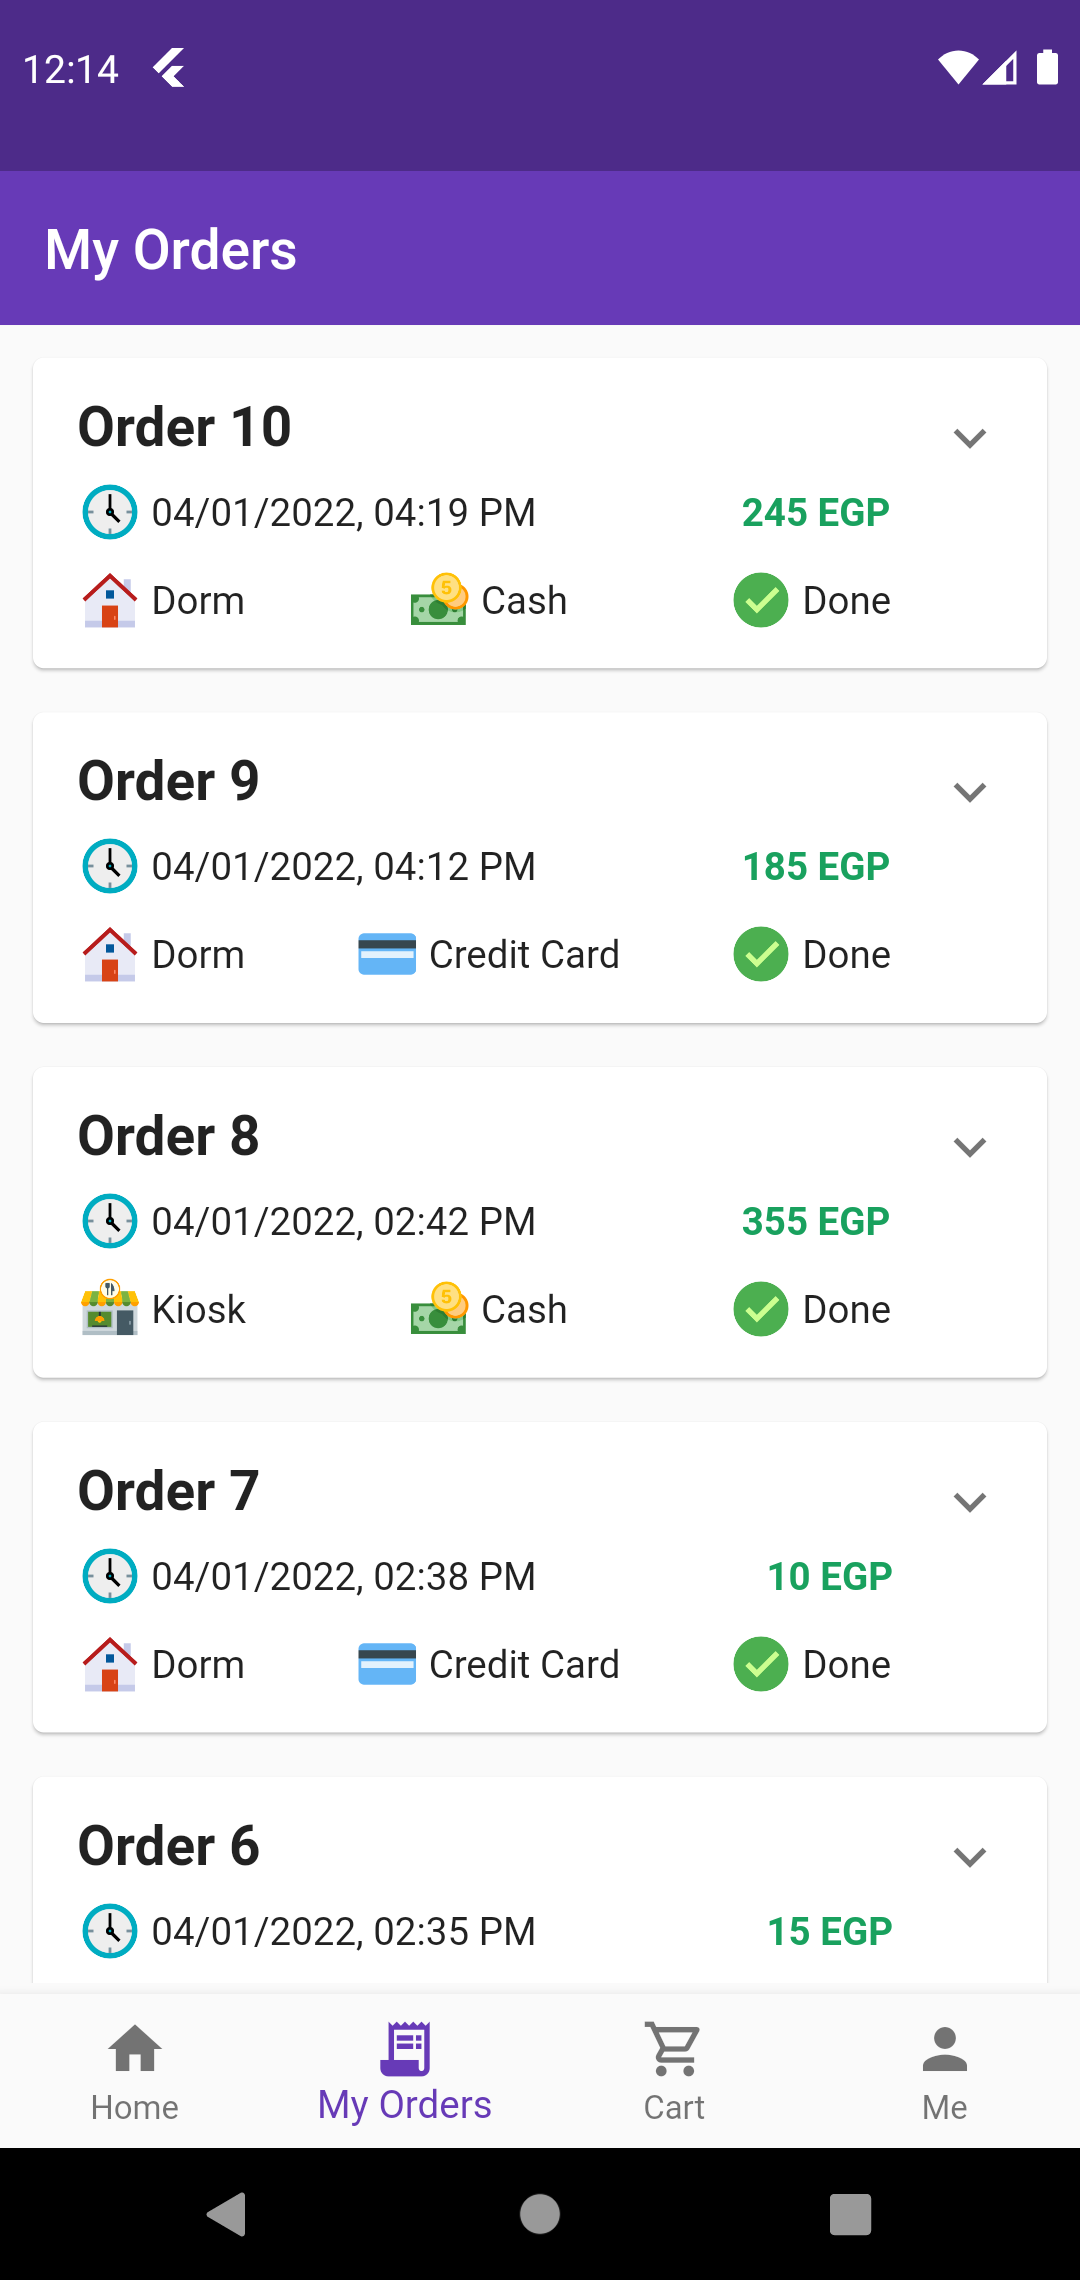 12:14
My Orders
Order 10
04/01/2022, 04:19 PM 245 EGP
Dorm 5 Cash Done
Order 9
04/01/2022, 04:12 PM 185 EGP
Dorm Credit Card Done
Order 8
04/01/2022, 02:42 PM 355 EGP
Kiosk 5 Cash Done
Order 7
04/01/2022, 02:38 PM 10 EGP
Dorm Credit Card Done
Order 6
04/01/2022, 02:35 PM 15 EGP
Home My Orders Cart Me